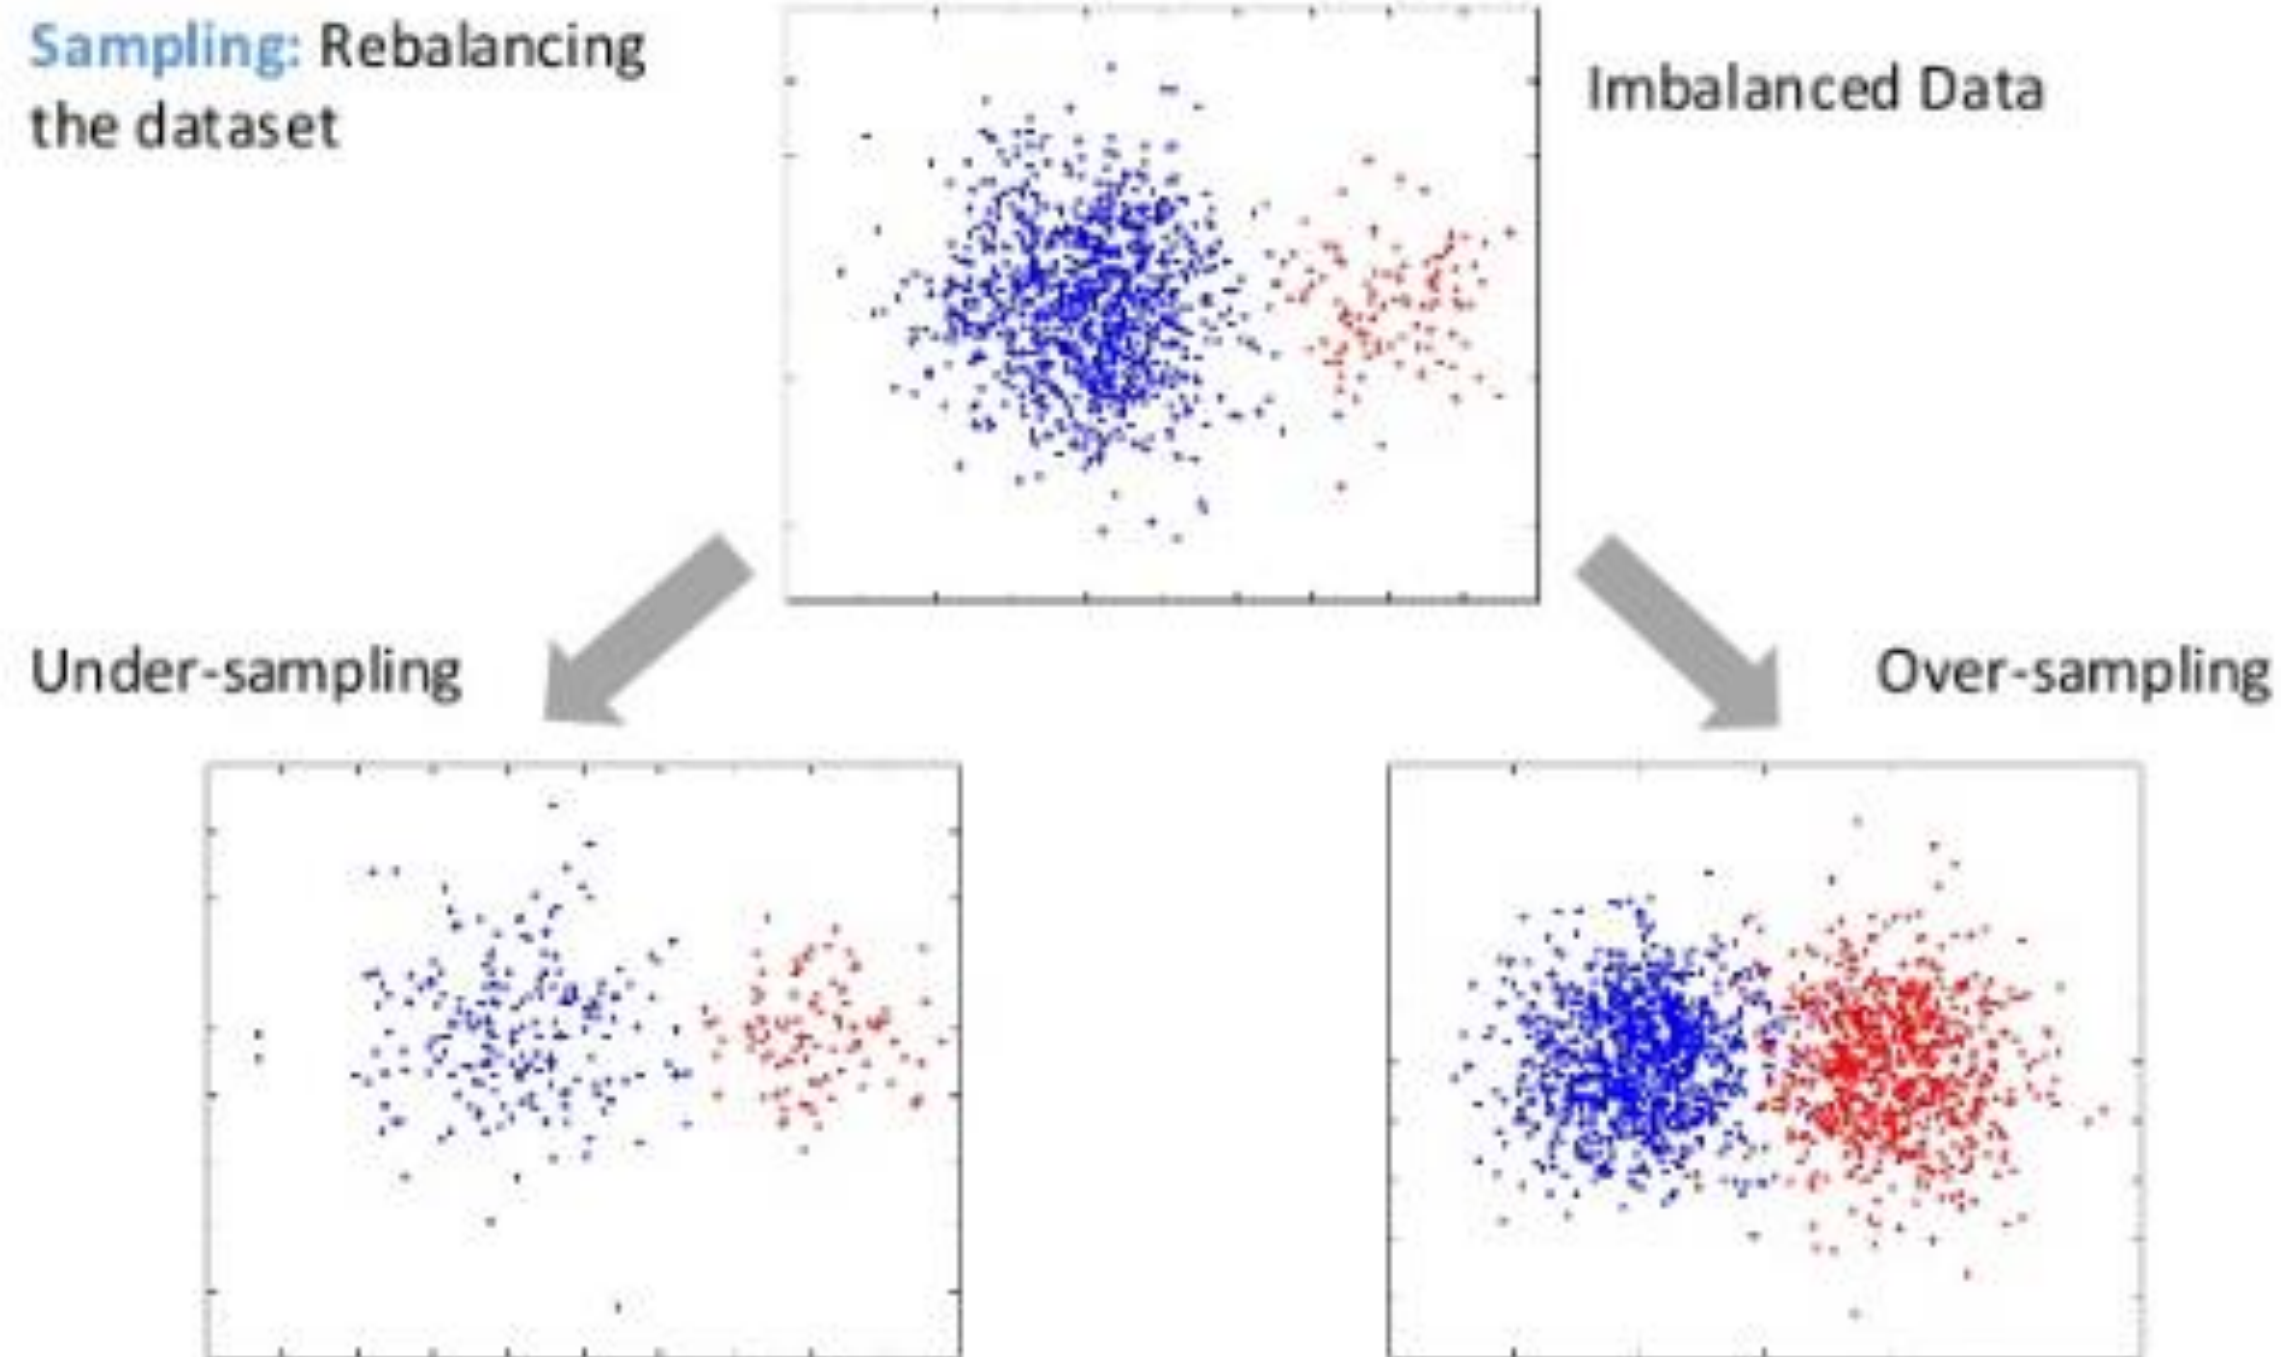 Sampling: Rebalancing
the dataset
Imbalanced Data
Under-sampling
Over-sampling